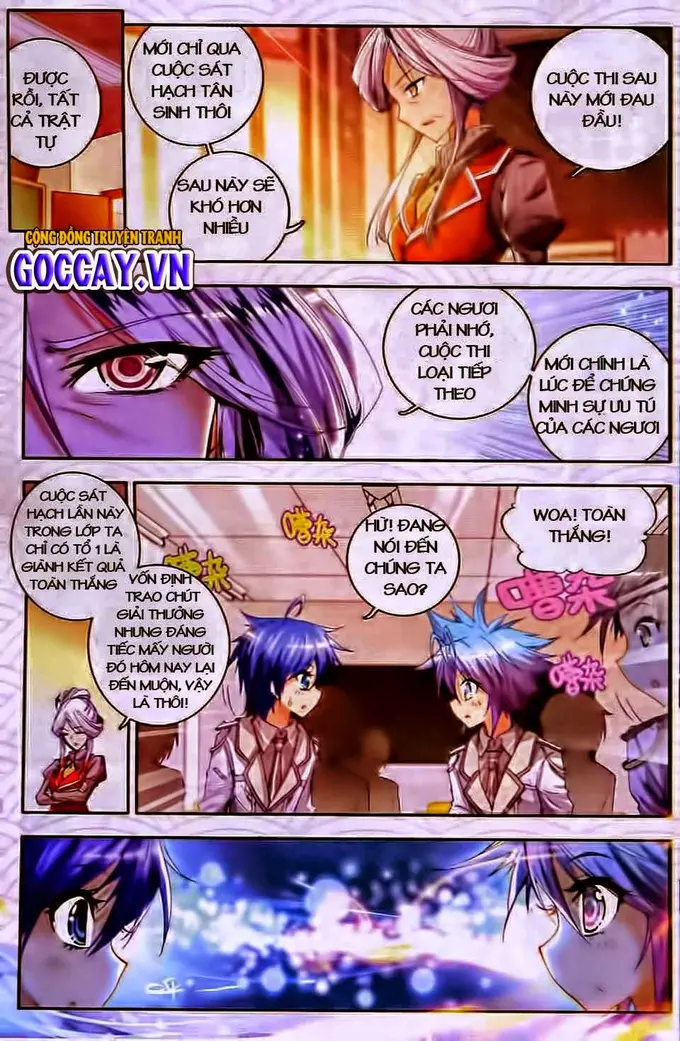 ĐƯỢC
RỒI, TẤT
CẢ TRẬT
TỰ
MỚI CHỈ QUA
CUỘC SÁT
HẠCH TÂN
SINH THÔI
SAU NÀY SẼ
KHÓ HƠN
NHIỀU
CUỘC THI SAU
NÀY MỚI ĐAU
ĐẦU!
CỘNG ĐỒNG TRUYỆN TRANH
GOCCAY.VN
CÁC NGƯƠI
PHẢI NHỚ,
CUỘC THI
LOẠI TIẾP
THEO
MỚI CHÍNH LÀ
LÚC ĐỂ CHỨNG
MINH SỰ ƯU TÚ
CỦA CÁC NGƯƠI
CUỘC SÁT
HẠCH LẦN NÀY
TRONG LỚP TA
CHỈ CÓ TỔ 1 LÀ
GIÀNH KẾT QUẢ
TOÀN THẮNG
VỐN ĐỊNH
TRAO CHÚT
GIẢI THƯỞNG
NHƯNG ĐÁNG
TIẾC MẤY NGƯỜI
ĐÓ HÔM NAY LẠI
ĐẾN MUỘN, VẬY
LÀ THÔI!
嘈杂
嘈杂
HỪ! ĐANG
NÓI ĐẾN
CHÚNG TA
SAO?
WOA! TOÀN
THẮNG!
嘈杂
嘈杂